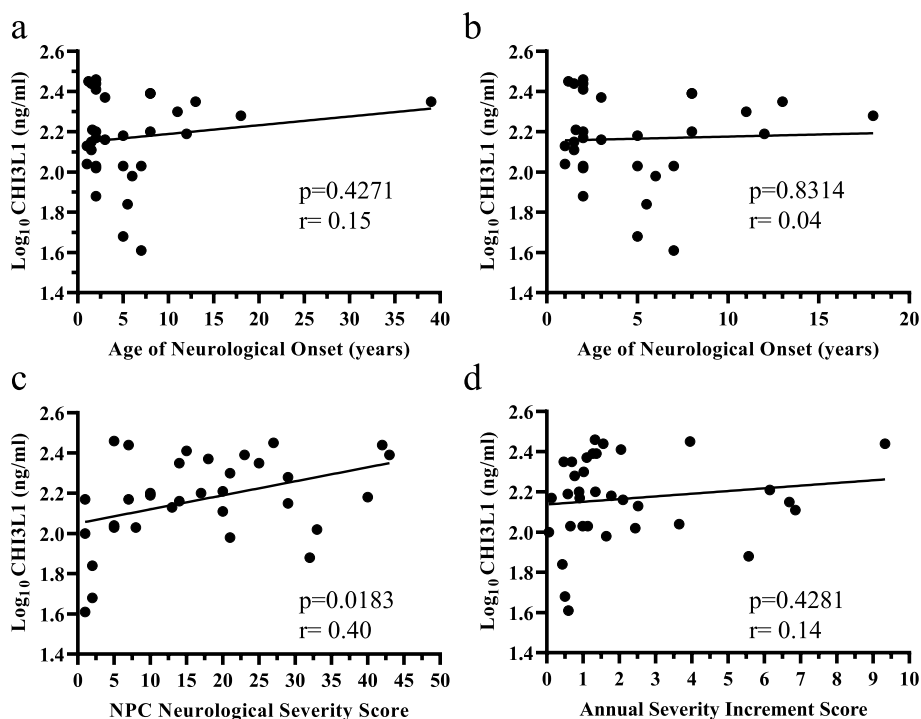 a
Log10 CHI3L1 (ng/ml)
2.6
2.4
2.2
2.0
1.8
1.6
1.4
p=0.4271
r= 0.15
0 5 10 15 20 25 30 35 40
Age of Neurological Onset (years)
b
Log10 CHI3L1 (ng/ml)
2.6
2.4
2.2
2.0
1.8
1.6
1.4
p=0.8314
r= 0.04
0 5 10 15 20
Age of Neurological Onset (years)
c
Log10 CHI3L1 (ng/ml)
2.6
2.4
2.2
2.0
1.8
1.6
1.4
p=0.0183
r= 0.40
0 5 10 15 20 25 30 35 40 45 50
NPC Neurological Severity Score
d
Log10 CHI3L1 (ng/ml)
2.6
2.4
2.2
2.0
1.8
1.6
1.4
p=0.4281
r= 0.14
0 1 2 3 4 5 6 7 8 9 10
Annual Severity Increment Score